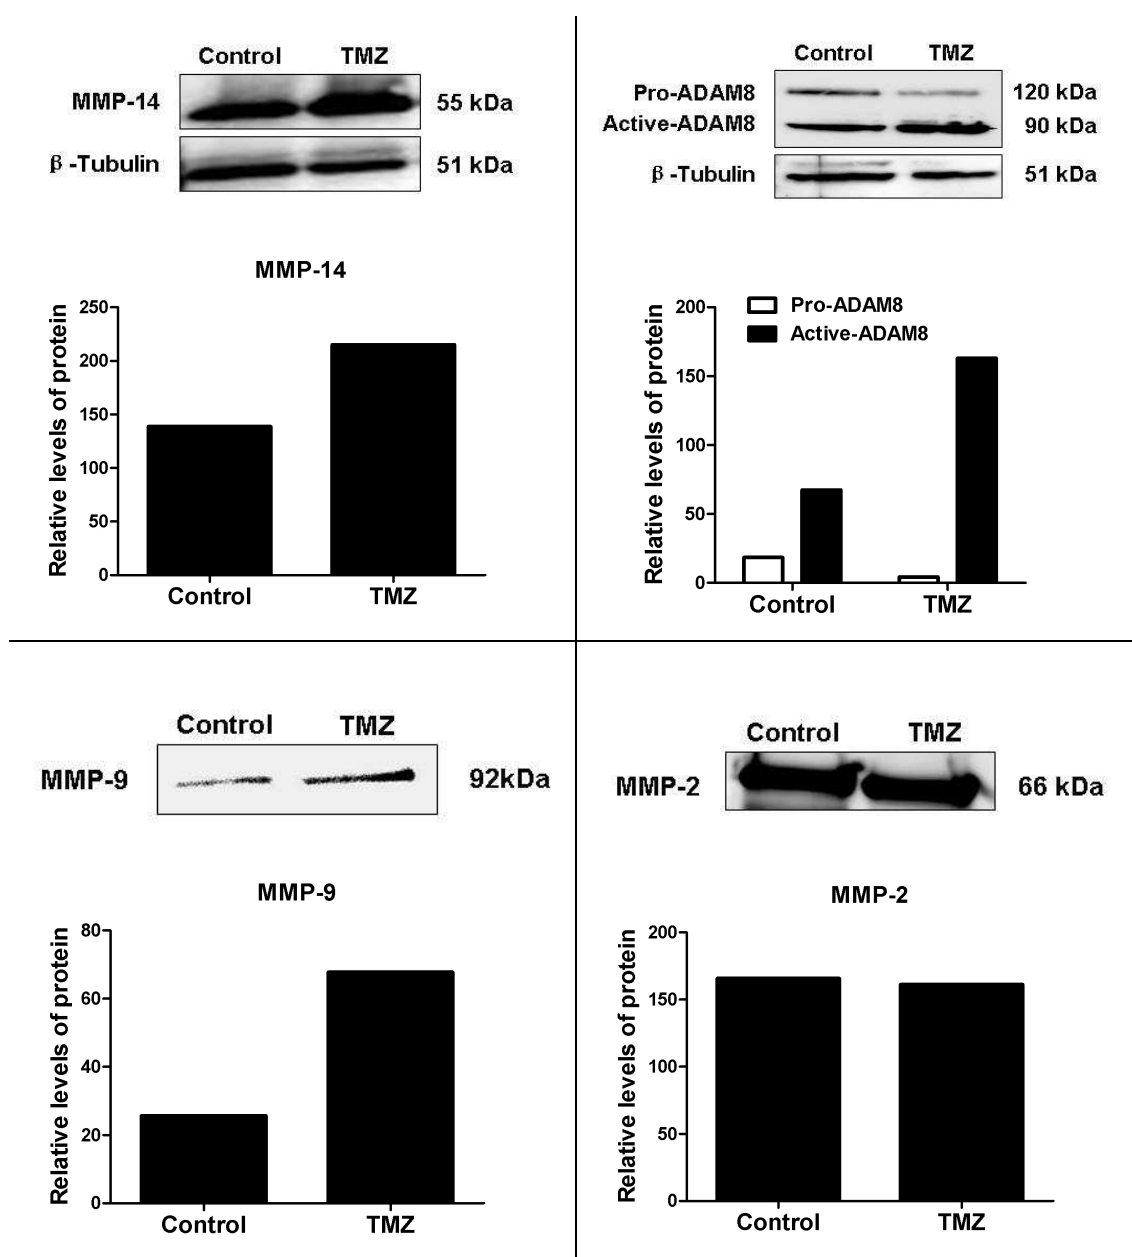 Control TMZ
MMP-14 55 kDa
β-Tubulin 51 kDa
MMP-14
Relative levels of protein
250
200
150
100
50
0
Control TMZ
Control TMZ
Pro-ADAM8 120 kDa
Active-ADAM8 90 kDa
β-Tubulin 51 kDa
Pro-ADAM8
Active-ADAM8
Relative levels of protein
200
150
100
50
0
Control TMZ
Control TMZ
MMP-9 92kDa
MMP-9
Relative levels of protein
80
60
40
20
0
Control TMZ
Control TMZ
MMP-2 66 kDa
MMP-2
Relative levels of protein
200
150
100
50
0
Control TMZ